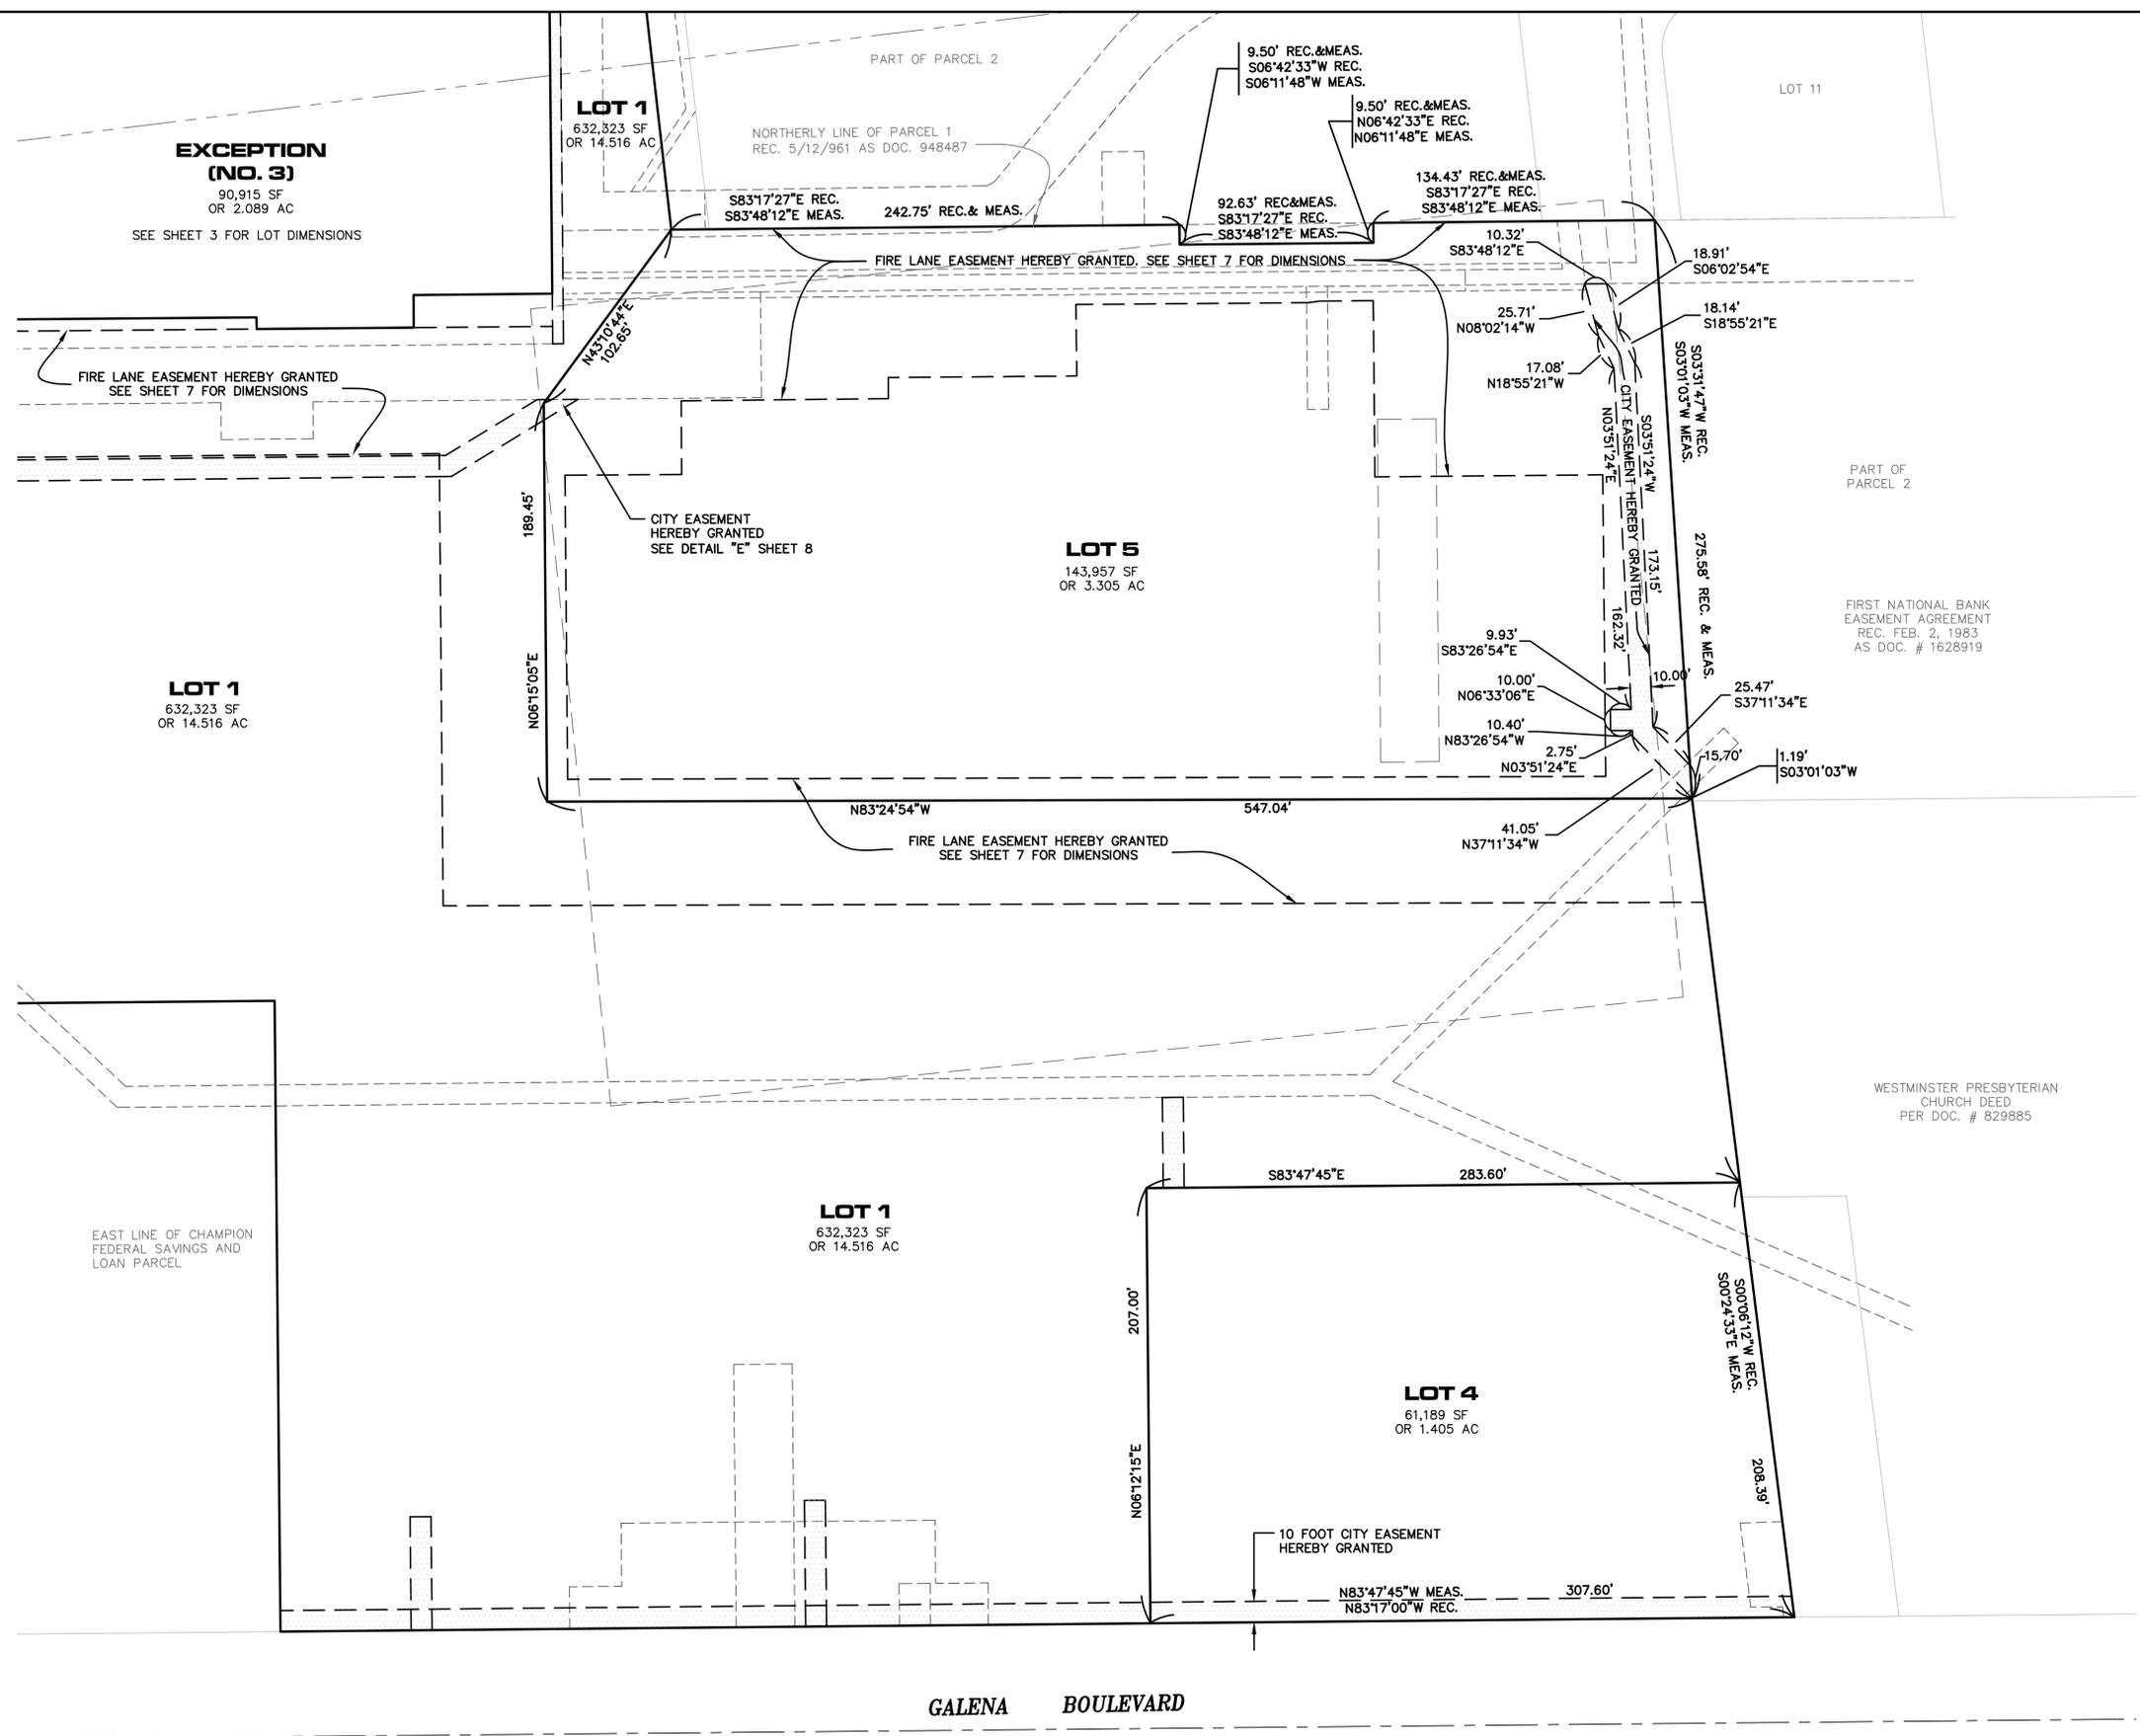 PART OF PARCEL 2
9.50' REC.&MEAS.
S06°42'33"W REC.
S06°11'48"W MEAS.
LOT 11
9.50' REC.&MEAS.
N06°42'33"E REC.
N06°11'48"E MEAS.
LOT 1
632,323 SF
OR 14.516 AC
NORTHERLY LINE OF PARCEL 1
REC. 5/12/961 AS DOC. 948487
EXCEPTION
(NO. 3)
90,915 SF
OR 2.089 AC
SEE SHEET 3 FOR LOT DIMENSIONS
S83°17'27"E REC.
S83°48'12"E MEAS.
242.75' REC.& MEAS.
92.63' REC&MEAS.
S83°17'27"E REC.
S83°48'12"E MEAS.
134.43' REC.&MEAS.
S83°17'27"E REC.
S83°48'12"E MEAS.
10.32'
S83°48'12"E
18.91'
S06°02'54"E
FIRE LANE EASEMENT HEREBY GRANTED. SEE SHEET 7 FOR DIMENSIONS
25.71'
N08°02'14"W
18.14'
S18°55'21"E
N43°10'44"E
102.65'
17.08'
N18°55'21"W
S03°31'47"W REC.
S03°01'03"W MEAS.
FIRE LANE EASEMENT HEREBY GRANTED
SEE SHEET 7 FOR DIMENSIONS
CITY EASEMENT HEREBY GRANTED
N03°51'24"E
S03°51'24"W
PART OF
PARCEL 2
189.45'
CITY EASEMENT
HEREBY GRANTED
SEE DETAIL "E" SHEET 8
LOT 5
143,957 SF
OR 3.305 AC
173.15'
275.58' REC. & MEAS.
162.32'
FIRST NATIONAL BANK
EASEMENT AGREEMENT
REC. FEB. 2, 1983
AS DOC. # 1628919
9.93'
S83°26'54"E
N06°15'05"E
10.00'
N06°33'06"E
10.00'
25.47'
S37°11'34"E
LOT 1
632,323 SF
OR 14.516 AC
10.40'
N83°26'54"W
2.75'
N03°51'24"E
15.70'
1.19'
S03°01'03"W
N83°24'54"W
547.04'
41.05'
N37°11'34"W
FIRE LANE EASEMENT HEREBY GRANTED
SEE SHEET 7 FOR DIMENSIONS
WESTMINSTER PRESBYTERIAN
CHURCH DEED
PER DOC. # 829885
S83°47'45"E
283.60'
EAST LINE OF CHAMPION
FEDERAL SAVINGS AND
LOAN PARCEL
LOT 1
632,323 SF
OR 14.516 AC
207.00'
S00°06'12"W REC.
S00°24'33"E MEAS.
LOT 4
61,189 SF
OR 1.405 AC
N06°12'15"E
208.39'
10 FOOT CITY EASEMENT
HEREBY GRANTED
N83°47'45"W MEAS.
N83°17'00"W REC.
307.60'
GALENA BOULEVARD